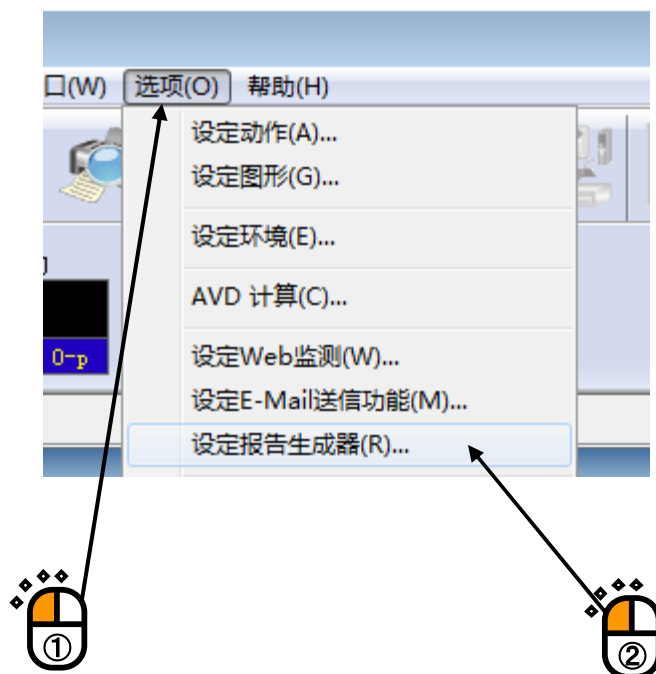 口(W) 选项(O) 帮助(H)
设定动作(A)...
设定图形(G)...
设定环境(E)...
AVD 计算(C)...
0-p
设定Web监测(W)...
设定E-Mail送信功能(M)...
设定报告生成器(R)...
①
②